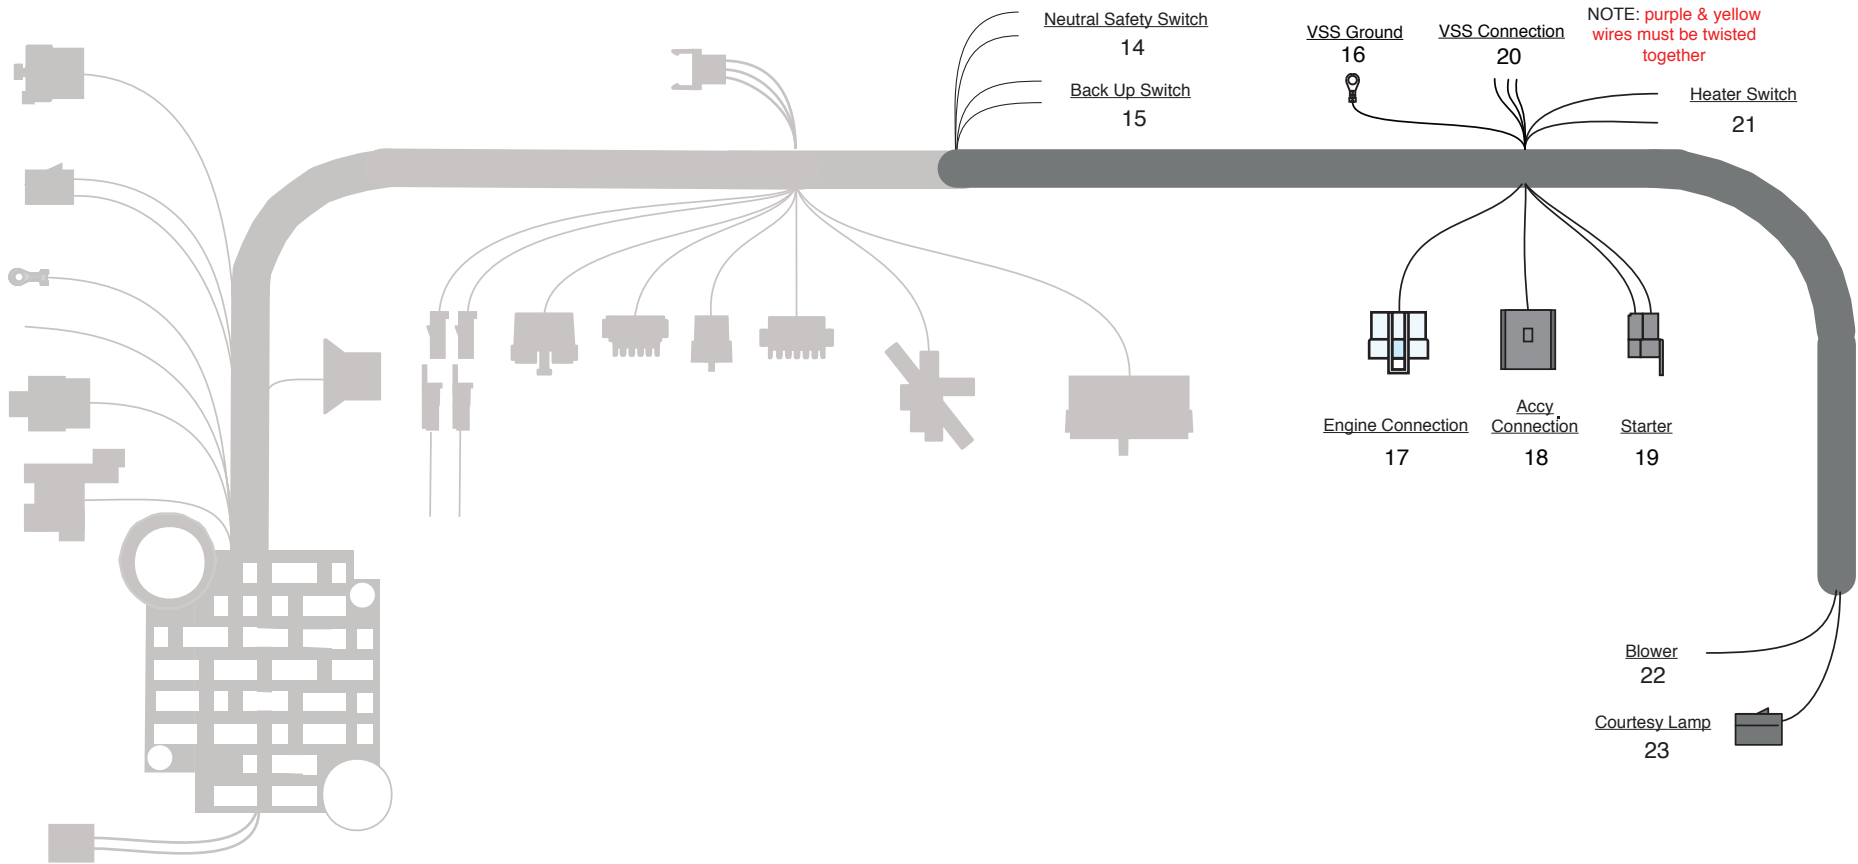 Neutral Safety Switch
14
Back Up Switch
15
VSS Ground
16
VSS Connection
20
NOTE: purple & yellow
wires must be twisted
together
Heater Switch
21
Engine Connection
17
Accy.
Connection
18
Starter
19
Blower
22
Courtesy Lamp
23